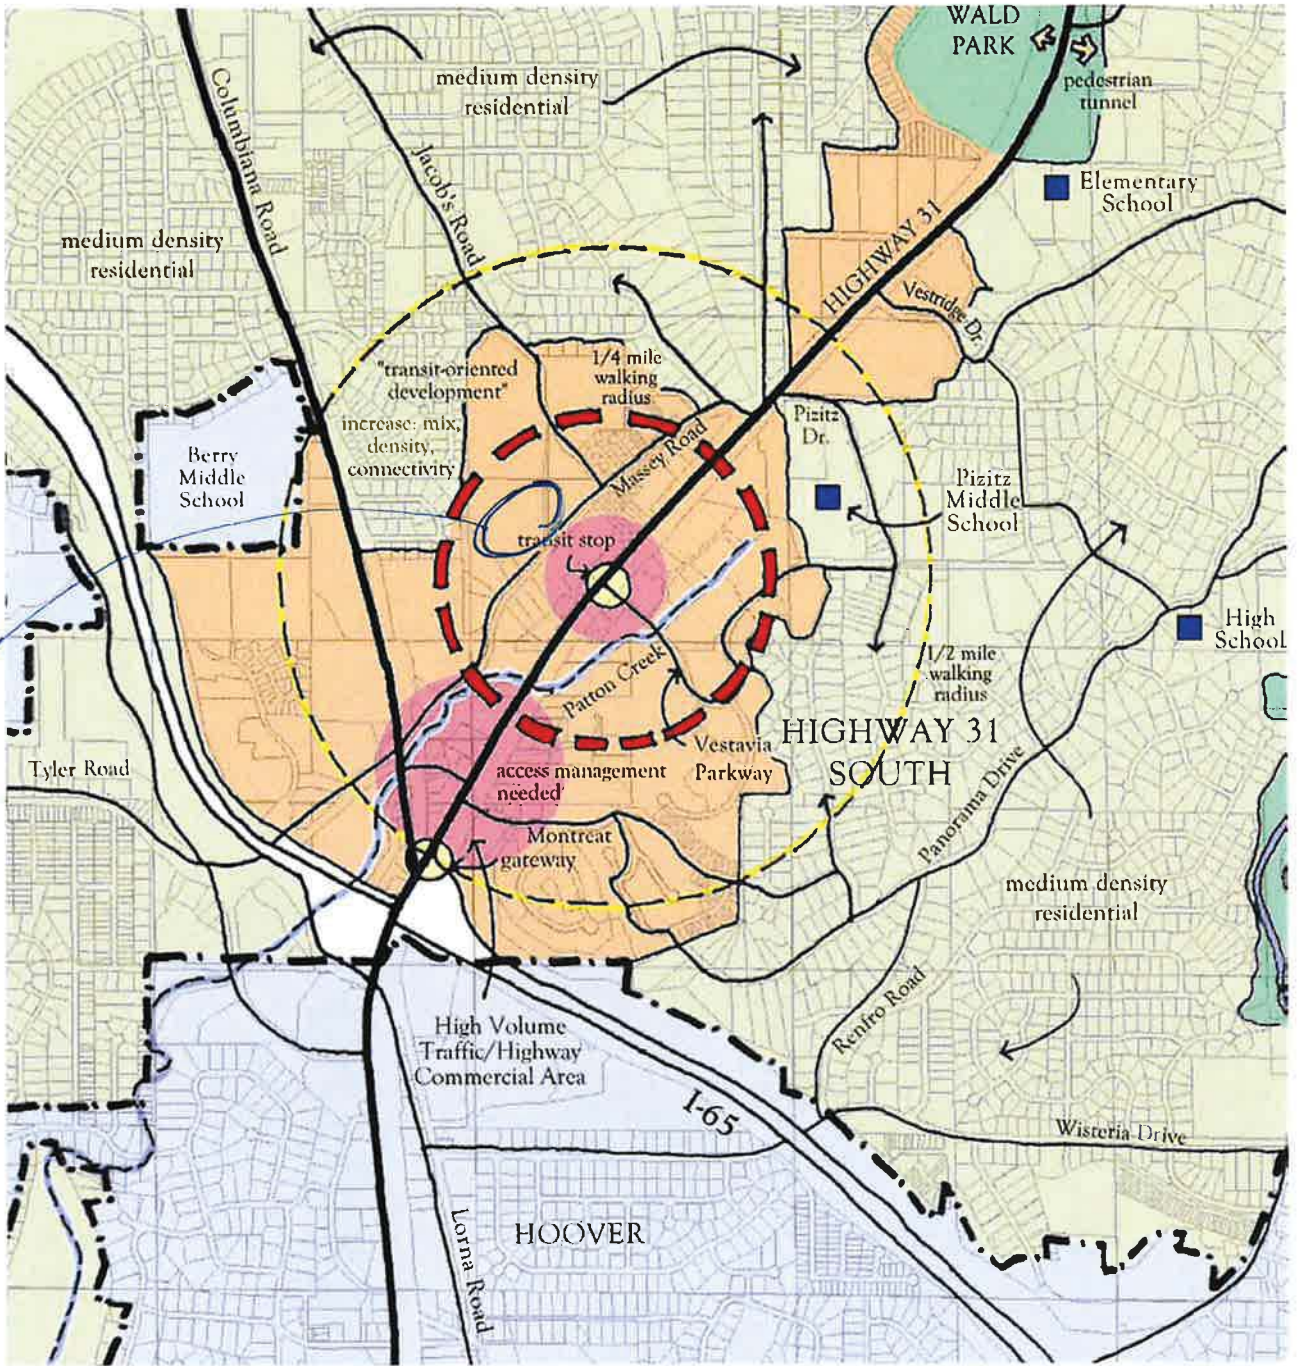 WALD
PARK
pedestrian
tunnel
medium density
residential
Columbiana Road
Jacob's Road
Elementary
School
medium density
residential
HIGHWAY 31
Vestridge Dr.
"transit-oriented
development"
increase: mix,
density,
connectivity
1/4 mile
walking
radius
Massey Road
Pizitz
Dr.
Berry
Middle
School
Pizitz
Middle
School
transit stop
High
School
1/2 mile
walking
radius
Patton Creek
Vestavia
Parkway
HIGHWAY 31
SOUTH
Tyler Road
access management
needed
Panorama Drive
Montreat
gateway
medium density
residential
Renfro Road
High Volume
Traffic/Highway
Commercial Area
I-65
Wisteria Drive
HOOVER
Lorna Road